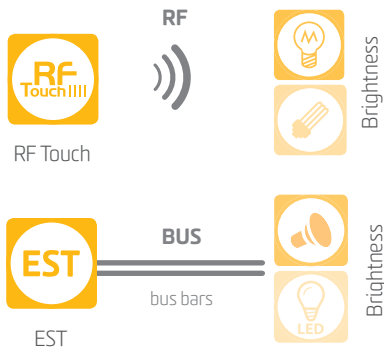 RF
RF
Touch
RF Touch
Brightness
BUS
EST
bus bars
EST
LED
Brightness